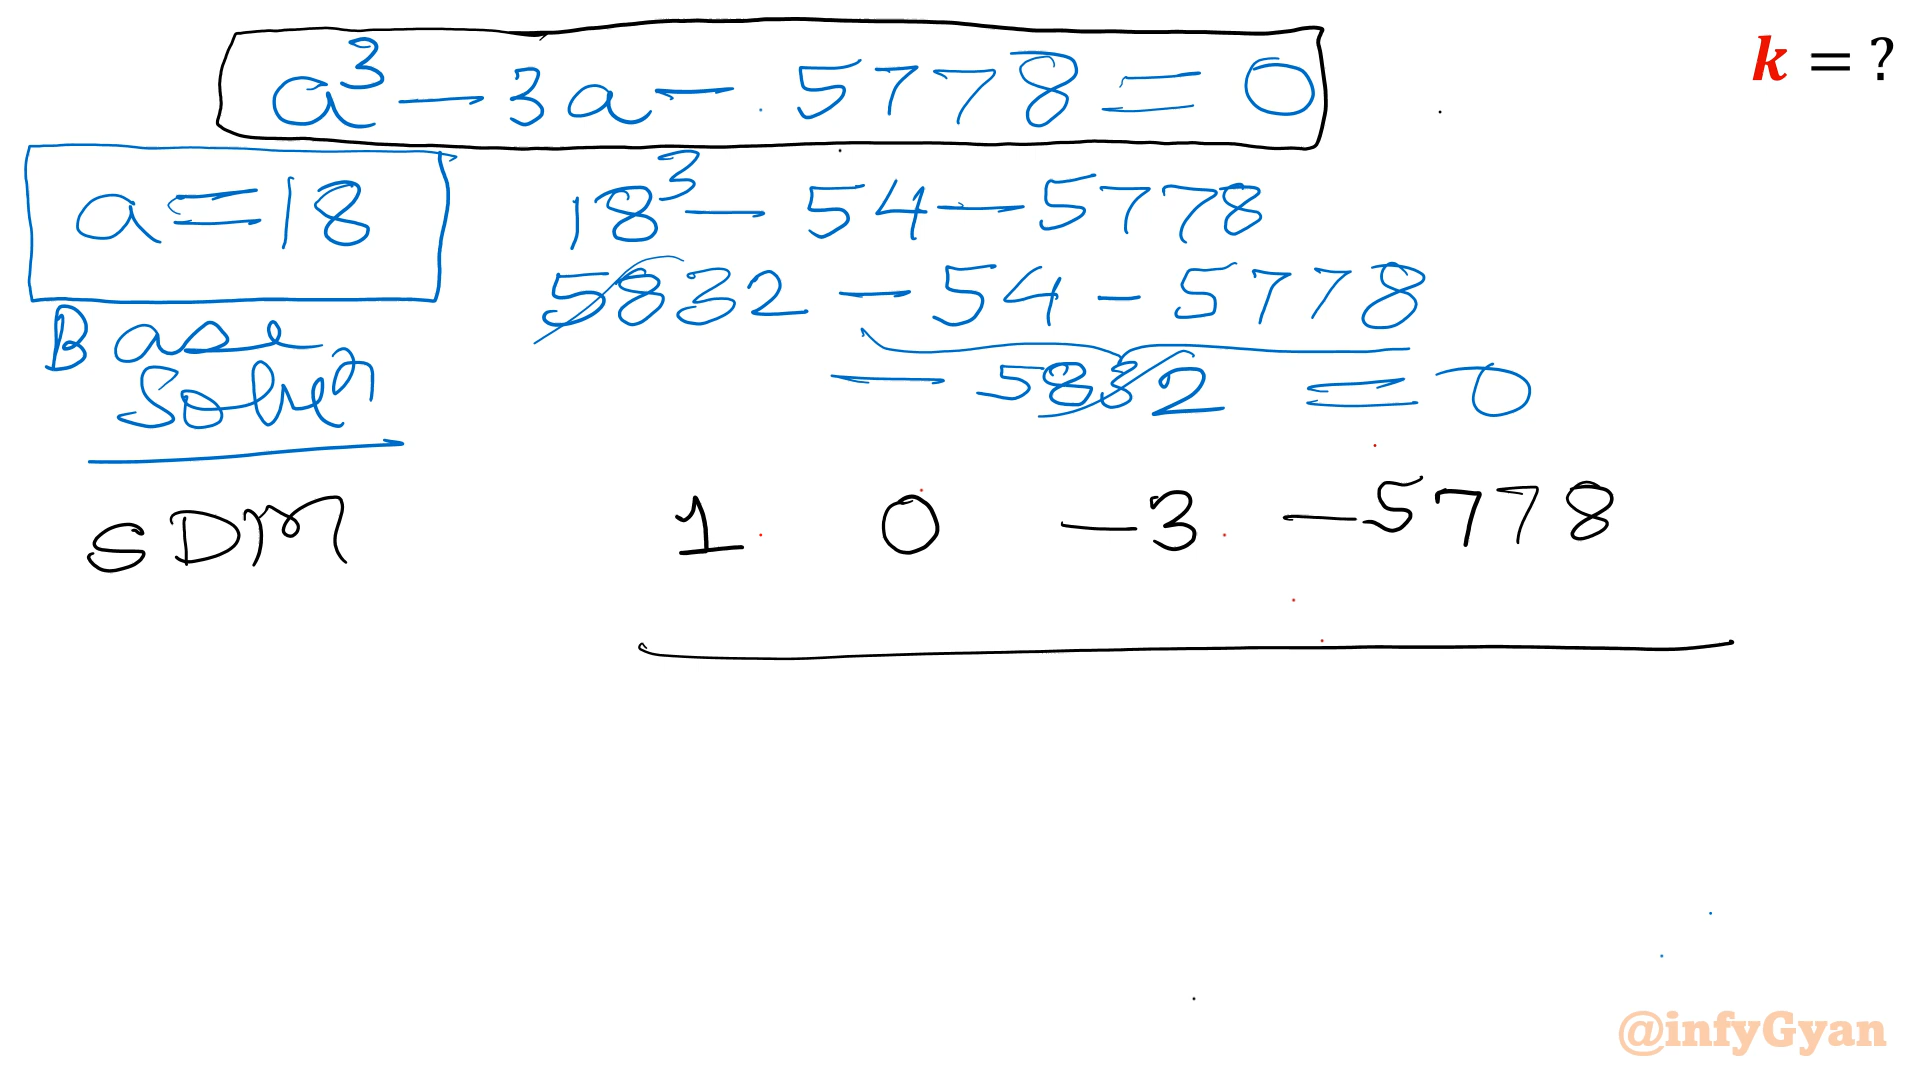 a³ - 3a - 5778 = 0
k = ?
a = 18
18³ - 54 - 5778
5832 - 54 - 5778
Base
- 5832 = 0
Soluⁿ
SDM 1 0 -3 -5778
@infyGyan